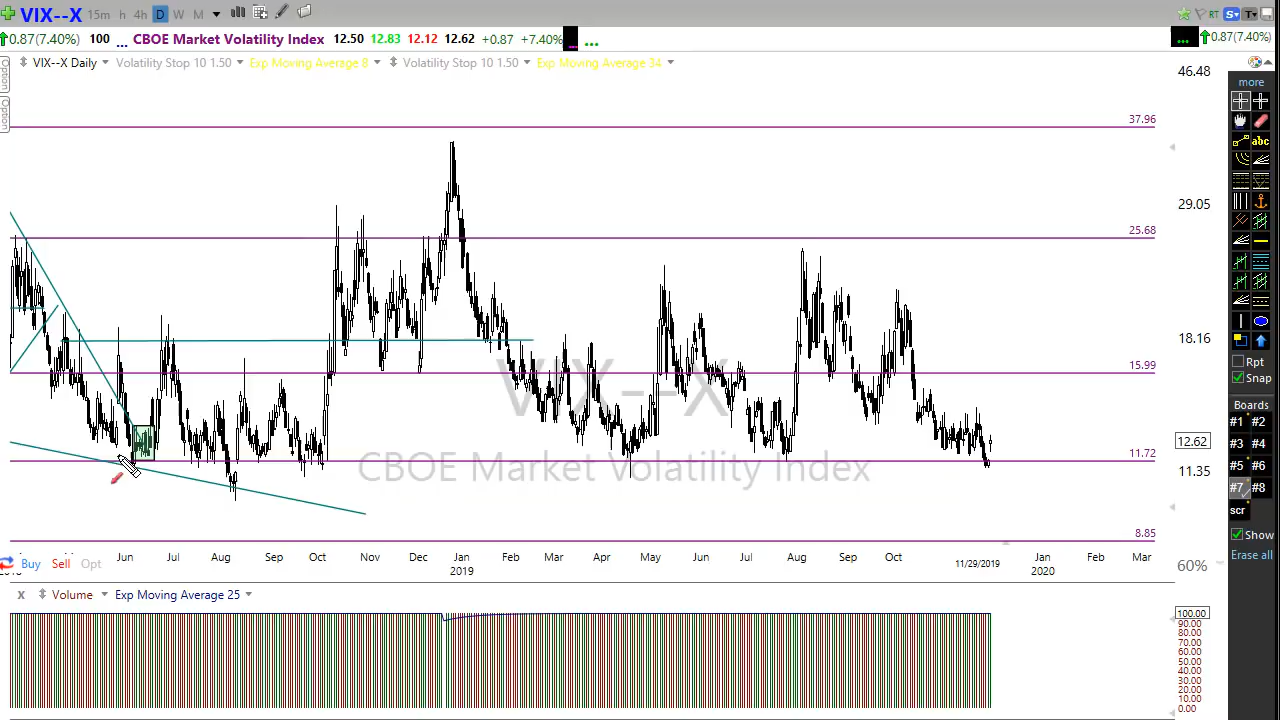 VIX--X 15m h 4h D W M RT S T
0.87(7.40%) 100 ... CBOE Market Volatility Index 12.50 12.83 12.12 12.62 +0.87 +7.40% ... ... 0.87(7.40%)
VIX--X Daily Volatility Stop 10 1.50 Exp Moving Average 8 Volatility Stop 10 1.50 Exp Moving Average 34
Option
Option
46.48
37.96
29.05
25.68
18.16
15.99
12.62
11.72
11.35
8.85
VIX--X
CBOE Market Volatility Index
Jun Jul Aug Sep Oct Nov Dec Jan Feb Mar Apr May Jun Jul Aug Sep Oct 11/29/2019 Jan Feb Mar
2019 2020
Buy Sell Opt 60%
x Volume Exp Moving Average 25
100.00
90.00
80.00
70.00
60.00
50.00
40.00
30.00
20.00
10.00
0.00
more
abc
Rpt
Snap
Boards
#1 #2
#3 #4
#5 #6
#7 #8
scr
Show
Erase all